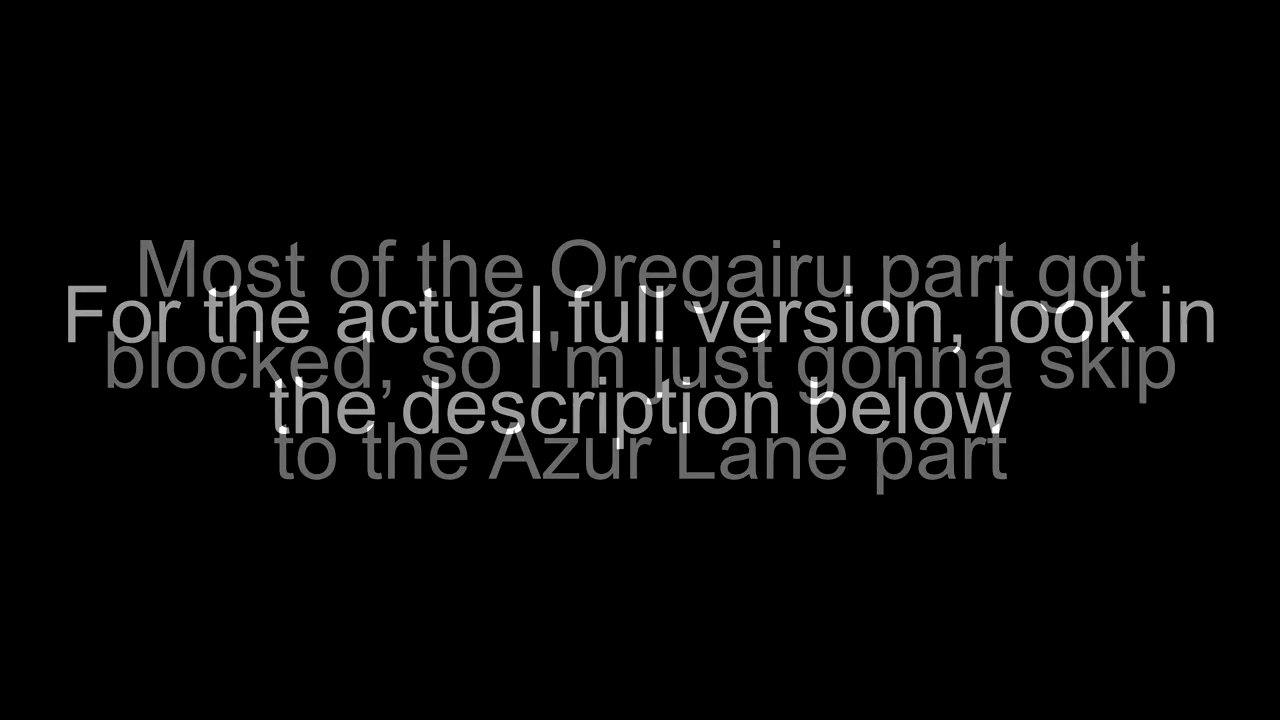 Most of the Oregairu part got
blocked, so I'm just gonna skip
to the Azur Lane part
For the actual full version, look in
the description below